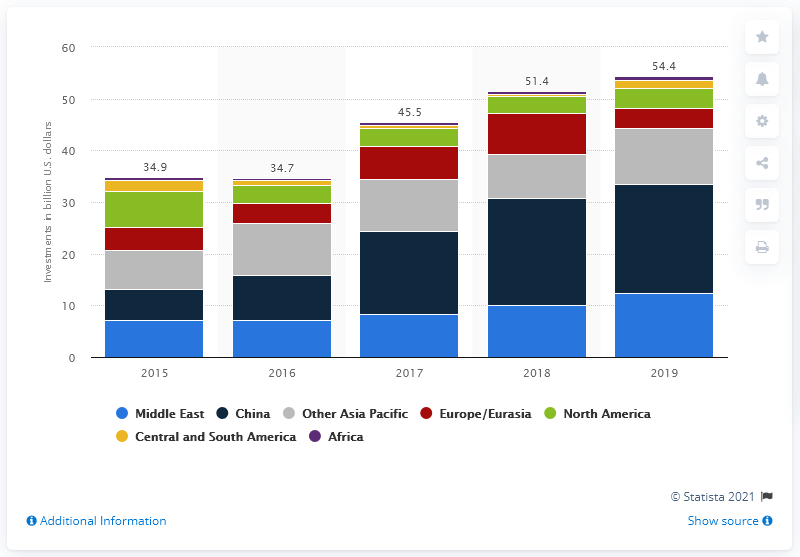 60
54.4
51.4
50
45.5
40
34.9
34.7
30
20
10
0
Investments in billion U.S. dollars
2015 2016 2017 2018 2019
Middle East China Other Asia Pacific Europe/Eurasia North America
Central and South America Africa
© Statista 2021
Additional Information Show source